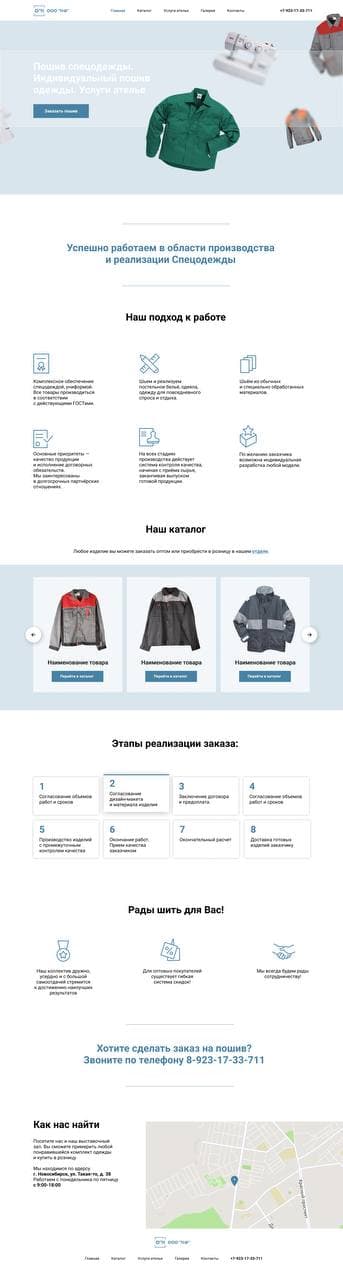 ООО "ПФ"
Главная Каталог Услуги ателье Галерея Контакты +7-923-17-33-711
Пошив спецодежды.
Индивидуальный пошив
одежды. Услуги ателье
Заказать пошив
Успешно работаем в области производства
и реализации Спецодежды
Наш подход к работе
Комплексное обеспечение
спецодеждой, униформой.
Все товары производиться
в соответствии
с действующими ГОСТами.
Шьем и реализуем
постельное бельё, одеяла,
одежду для повседневного
спроса и отдыха.
Шьём из обычных
и специально обработанных
материалов.
Основные приоритеты —
качество продукции
и исполнение договорных
обязательств.
Мы заинтересованы
в долгосрочных партнёрских
отношениях
На всех стадиях
производства действует
система контроля качества,
начиная с приёма сырья,
заканчивая выпуском
готовой продукции.
По желанию заказчика
возможна индивидуальная
разработка любой модели.
Наш каталог
Любое изделие вы можете заказать оптом или приобрести в розницу в нашем отделе.
Наименование товара
Перейти в каталог
Наименование товара
Перейти в каталог
Наименование товара
Перейти в каталог
Этапы реализации заказа:
1
Согласование объемов
работ и сроков
2
Согласование
дизайн-макета
и материала изделия
3
Заключение договора
и предоплата.
4
Согласование объемов
работ и сроков
5
Производство изделий
с промежуточным
контролем качества
6
Окончание работ.
Прием качества
заказчиком
7
Окончательный расчет
8
Доставка готовых
изделий заказчику.
Рады шить для Вас!
Наш коллектив дружно,
усердно и с большой
самоотдачей стремится
к достижению наилучших
результатов
Для оптовых покупателей
существует гибкая
система скидок!
Мы всегда будем рады
сотрудничеству!
Хотите сделать заказ на пошив?
Звоните по телефону 8-923-17-33-711
Как нас найти
Посетите нас и наш выставочный
зал. Вы сможете примерить любой
понравившейся комплект одежды
и купить в розницу.
Мы находимся по адресу
г. Новосибирск, ул. Такая-то, д. 38
Работаем с понедельника по пятницу
с 9:00-18:00
Красный проспект
ООО "ПФ"
Главная Каталог Услуги ателье Галерея Контакты +7-923-17-33-711